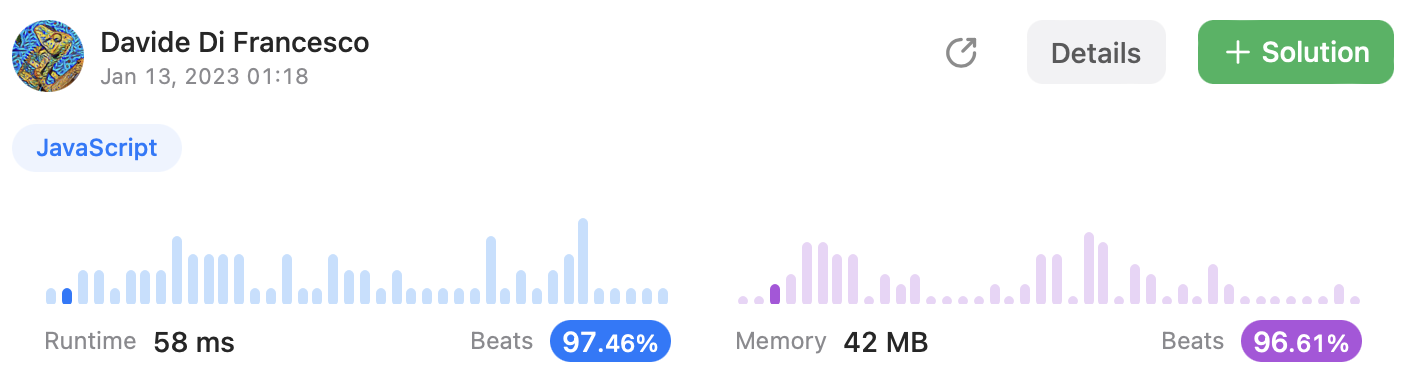 Davide Di Francesco
Jan 13, 2023 01:18
Details
+ Solution
JavaScript
Runtime 58 ms Beats 97.46%
Memory 42 MB Beats 96.61%